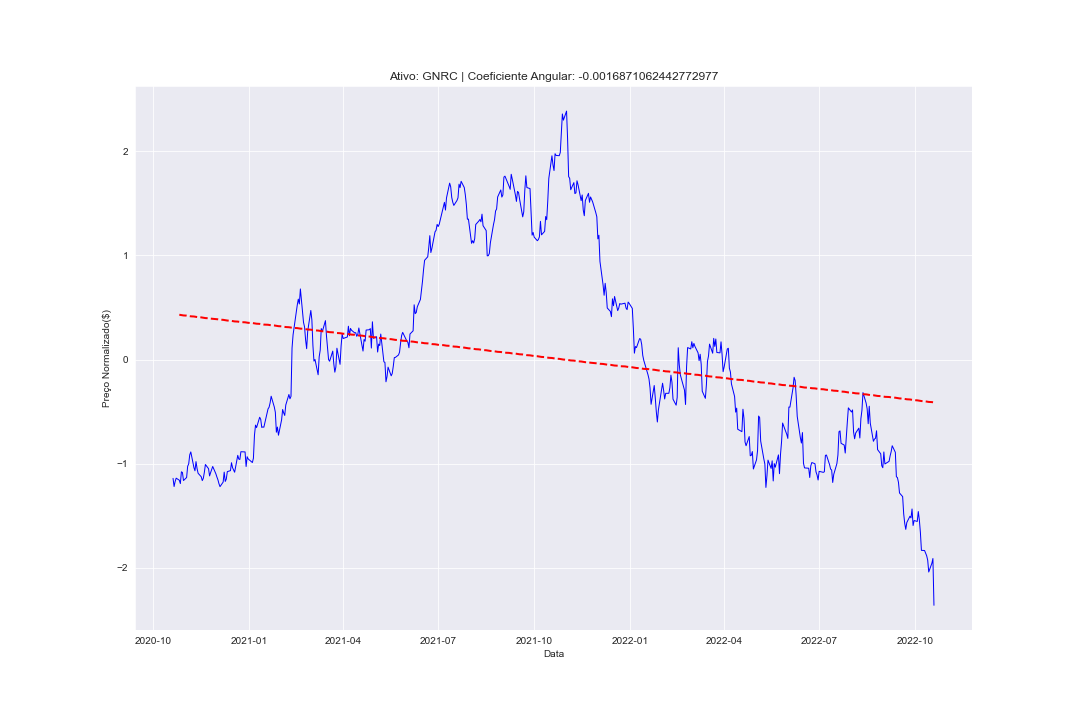 Ativo: GNRC | Coeficiente Angular: -0.0016871062442772977
Preço Normalizado($)
2
1
0
−1
−2
2020-10 2021-01 2021-04 2021-07 2021-10 2022-01 2022-04 2022-07 2022-10
Data